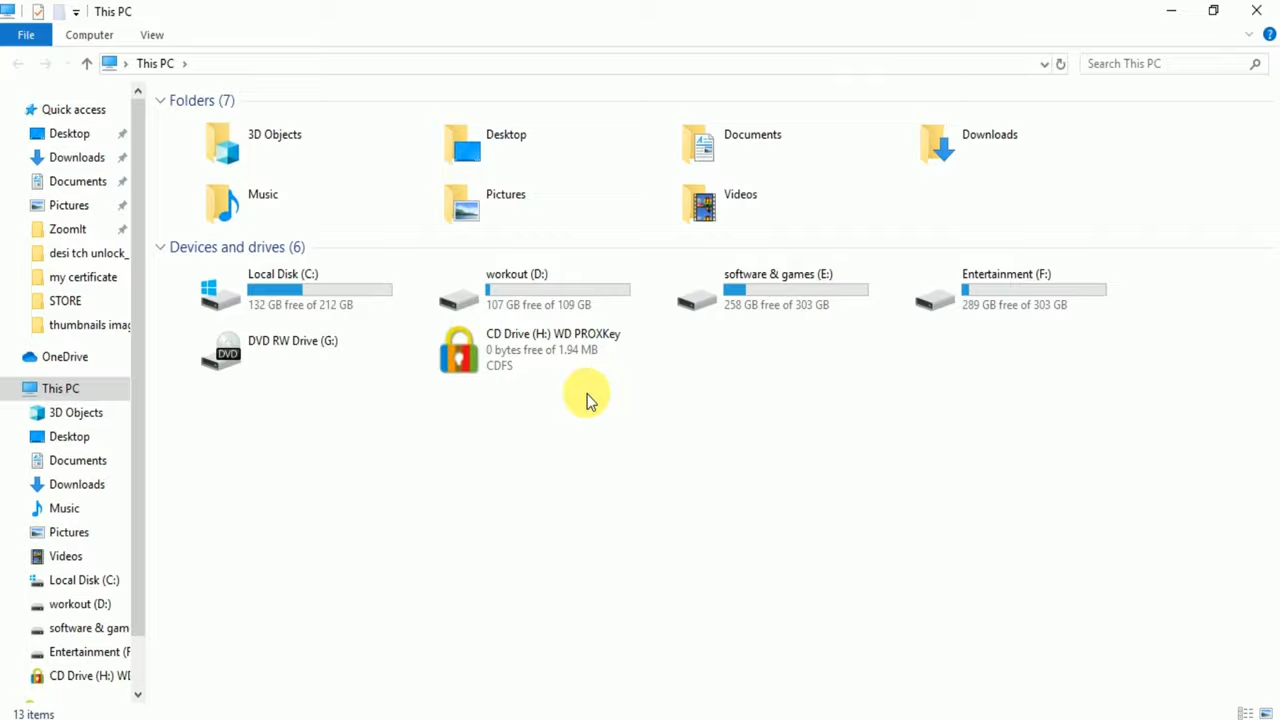 This PC
File Computer View
This PC
Search This PC
Quick access
Desktop
Downloads
Documents
Pictures
ZoomIt
desi tch unlock_
my certificate
STORE
thumbnails imag
OneDrive
This PC
3D Objects
Desktop
Documents
Downloads
Music
Pictures
Videos
Local Disk (C:)
workout (D:)
software & gam
Entertainment (F
CD Drive (H:) WD
Folders (7)
3D Objects
Desktop
Documents
Downloads
Music
Pictures
Videos
Devices and drives (6)
Local Disk (C:)
132 GB free of 212 GB
workout (D:)
107 GB free of 109 GB
software & games (E:)
258 GB free of 303 GB
Entertainment (F:)
289 GB free of 303 GB
DVD
DVD RW Drive (G:)
CD Drive (H:) WD PROXKey
0 bytes free of 1.94 MB
CDFS
13 items